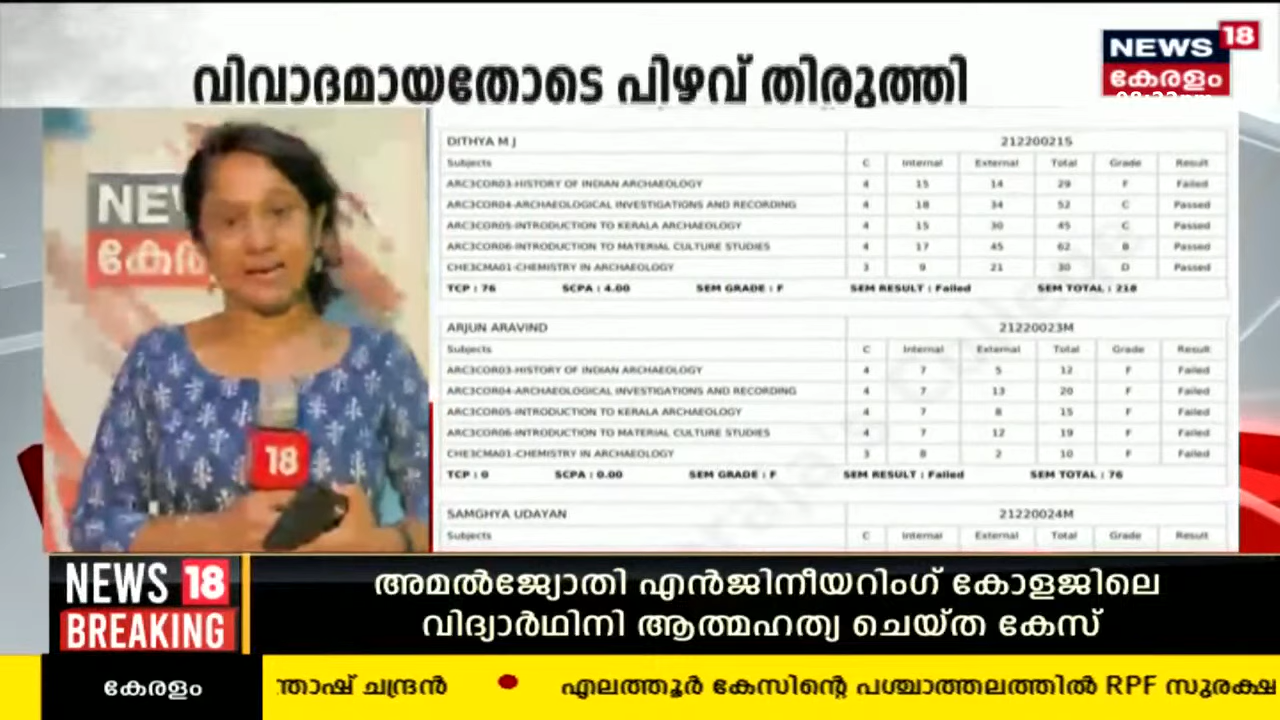 വിവാദമായതോടെ പിഴവ് തിരുത്തി
NEWS 18
കേരളം
NEW
കേര
18
DITHYA M J 21220021S
Subjects C Internal External Total Grade Result
ARC3COR03-HISTORY OF INDIAN ARCHAEOLOGY 4 15 14 29 F Failed
ARC3COR04-ARCHAEOLOGICAL INVESTIGATIONS AND RECORDING 4 18 34 52 C Passed
ARC3COR05-INTRODUCTION TO KERALA ARCHAEOLOGY 4 15 30 45 C Passed
ARC3COR06-INTRODUCTION TO MATERIAL CULTURE STUDIES 4 17 45 62 B Passed
CHE3CMA01-CHEMISTRY IN ARCHAEOLOGY 3 9 21 30 D Passed
TCP : 76 SCPA : 4.00 SEM GRADE : F SEM RESULT : Failed SEM TOTAL : 218
ARJUN ARAVIND 21220023M
Subjects C Internal External Total Grade Result
ARC3COR03-HISTORY OF INDIAN ARCHAEOLOGY 4 7 5 12 F Failed
ARC3COR04-ARCHAEOLOGICAL INVESTIGATIONS AND RECORDING 4 7 13 20 F Failed
ARC3COR05-INTRODUCTION TO KERALA ARCHAEOLOGY 4 7 8 15 F Failed
ARC3COR06-INTRODUCTION TO MATERIAL CULTURE STUDIES 4 7 12 19 F Failed
CHE3CMA01-CHEMISTRY IN ARCHAEOLOGY 3 8 2 10 F Failed
TCP : 0 SCPA : 0.00 SEM GRADE : F SEM RESULT : Failed SEM TOTAL : 76
SAMGHYA UDAYAN 21220024M
Subjects C Internal External Total Grade Result
NEWS 18
BREAKING
അമൽജ്യോതി എൻജിനീയറിംഗ് കോളജിലെ
വിദ്യാർഥിനി ആത്മഹത്യ ചെയ്ത കേസ്
കേരളം
ന്താഷ് ചന്ദ്രൻ • എലത്തൂർ കേസിന്റെ പശ്ചാത്തലത്തിൽ RPF സുരക്ഷ